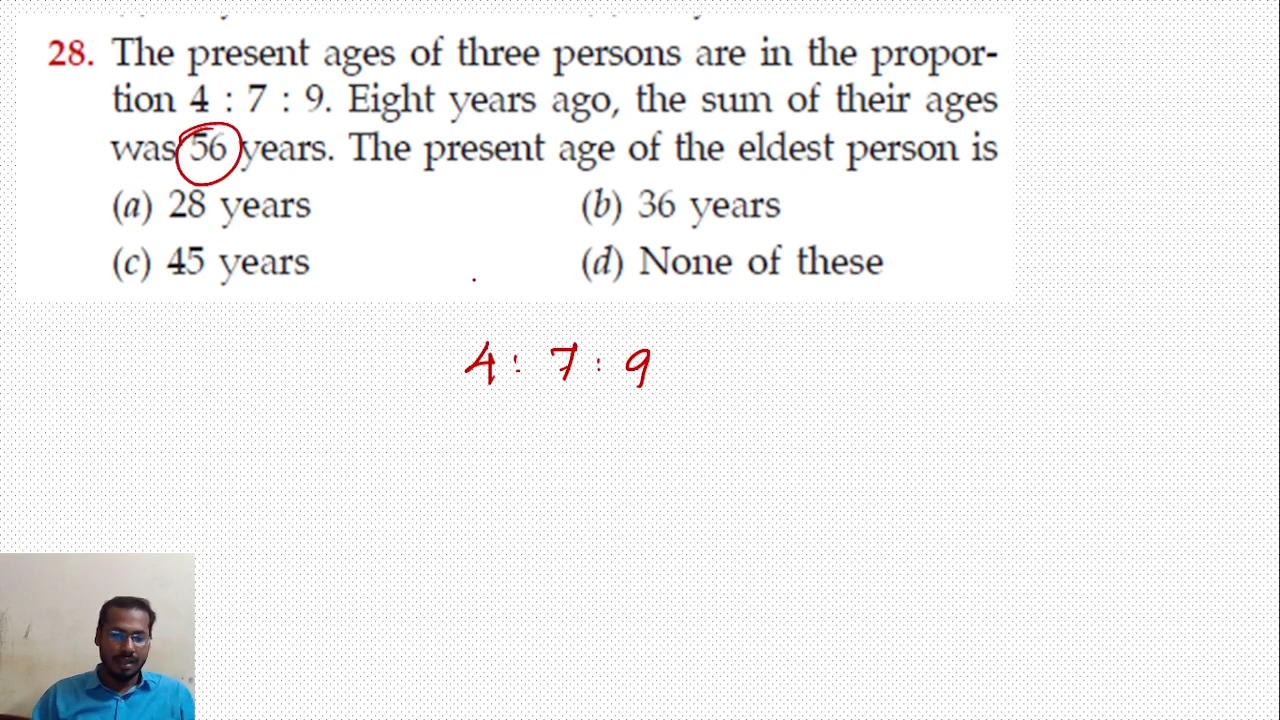 28. The present ages of three persons are in the propor-
tion 4 : 7 : 9. Eight years ago, the sum of their ages
was 56 years. The present age of the eldest person is
(a) 28 years (b) 36 years
(c) 45 years (d) None of these
4 : 7 : 9